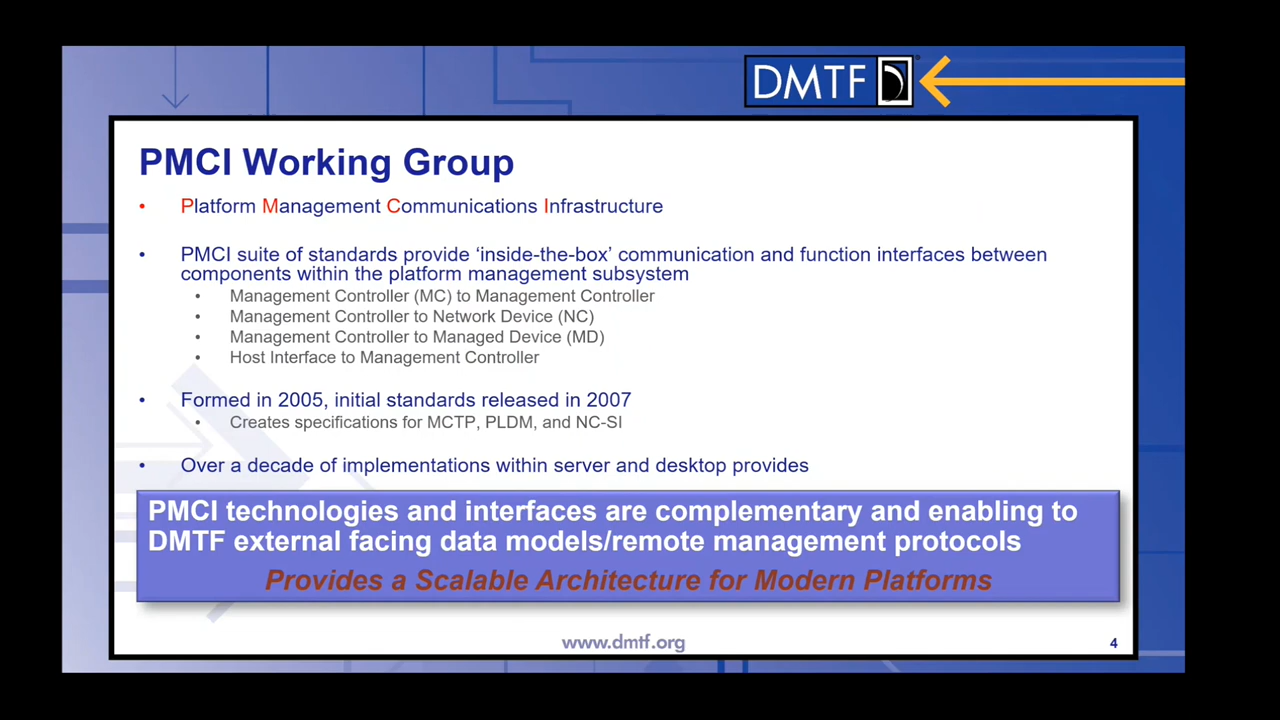 DMTF
PMCI Working Group
• Platform Management Communications Infrastructure
• PMCI suite of standards provide ‘inside-the-box’ communication and function interfaces between
components within the platform management subsystem
• Management Controller (MC) to Management Controller
• Management Controller to Network Device (NC)
• Management Controller to Managed Device (MD)
• Host Interface to Management Controller
• Formed in 2005, initial standards released in 2007
• Creates specifications for MCTP, PLDM, and NC-SI
• Over a decade of implementations within server and desktop provides
PMCI technologies and interfaces are complementary and enabling to
DMTF external facing data models/remote management protocols
Provides a Scalable Architecture for Modern Platforms
www.dmtf.org
4